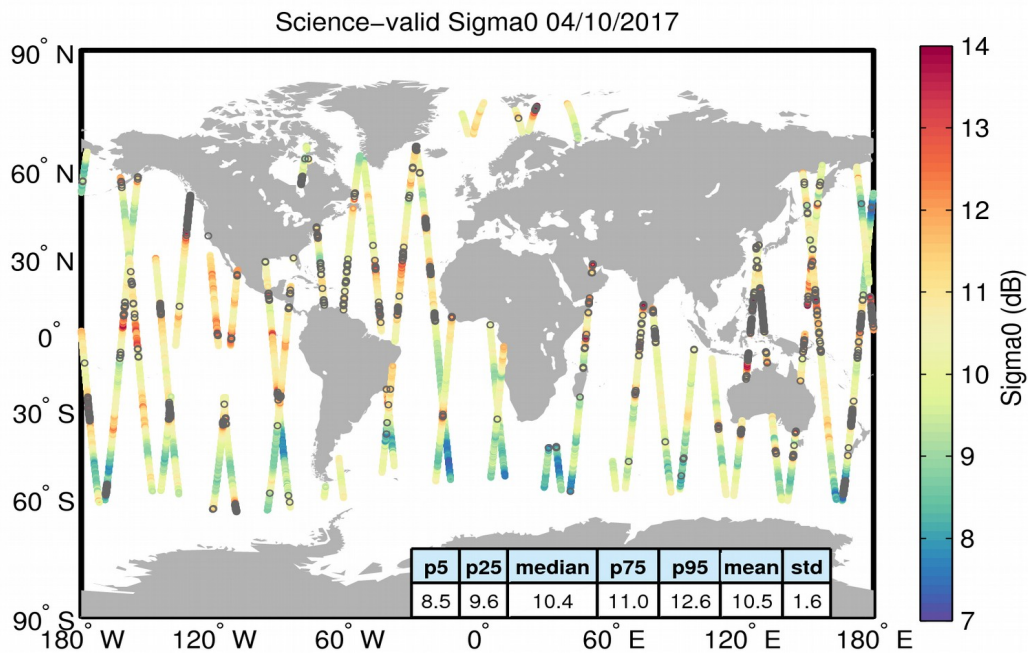 Science-valid Sigma0 04/10/2017
90° N
60° N
30° N
0°
30° S
60° S
90° S
180° W
120° W
60° W
0°
60° E
120° E
180° E
14
13
12
11
10
9
8
7
Sigma0 (dB)
p5 p25 median p75 p95 mean std
8.5 9.6 10.4 11.0 12.6 10.5 1.6